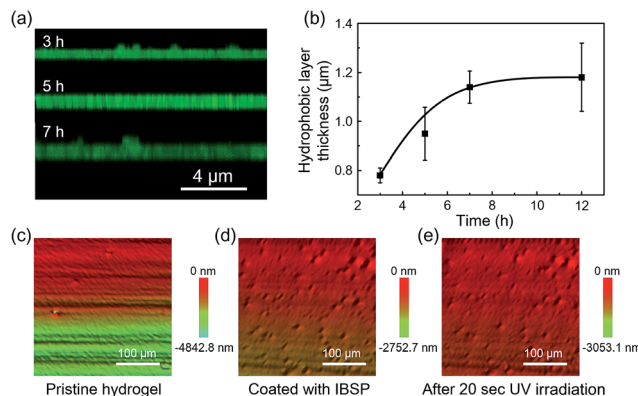 (a)
3 h
5 h
7 h
4 µm
(b)
Hydrophobic layer
thickness (µm)
1.4
1.2
1.0
0.8
2 4 6 8 10 12
Time (h)
(c)
0 nm
-4842.8 nm
100 µm
Pristine hydrogel
(d)
0 nm
-2752.7 nm
100 µm
Coated with IBSP
(e)
0 nm
-3053.1 nm
100 µm
After 20 sec UV irradiation